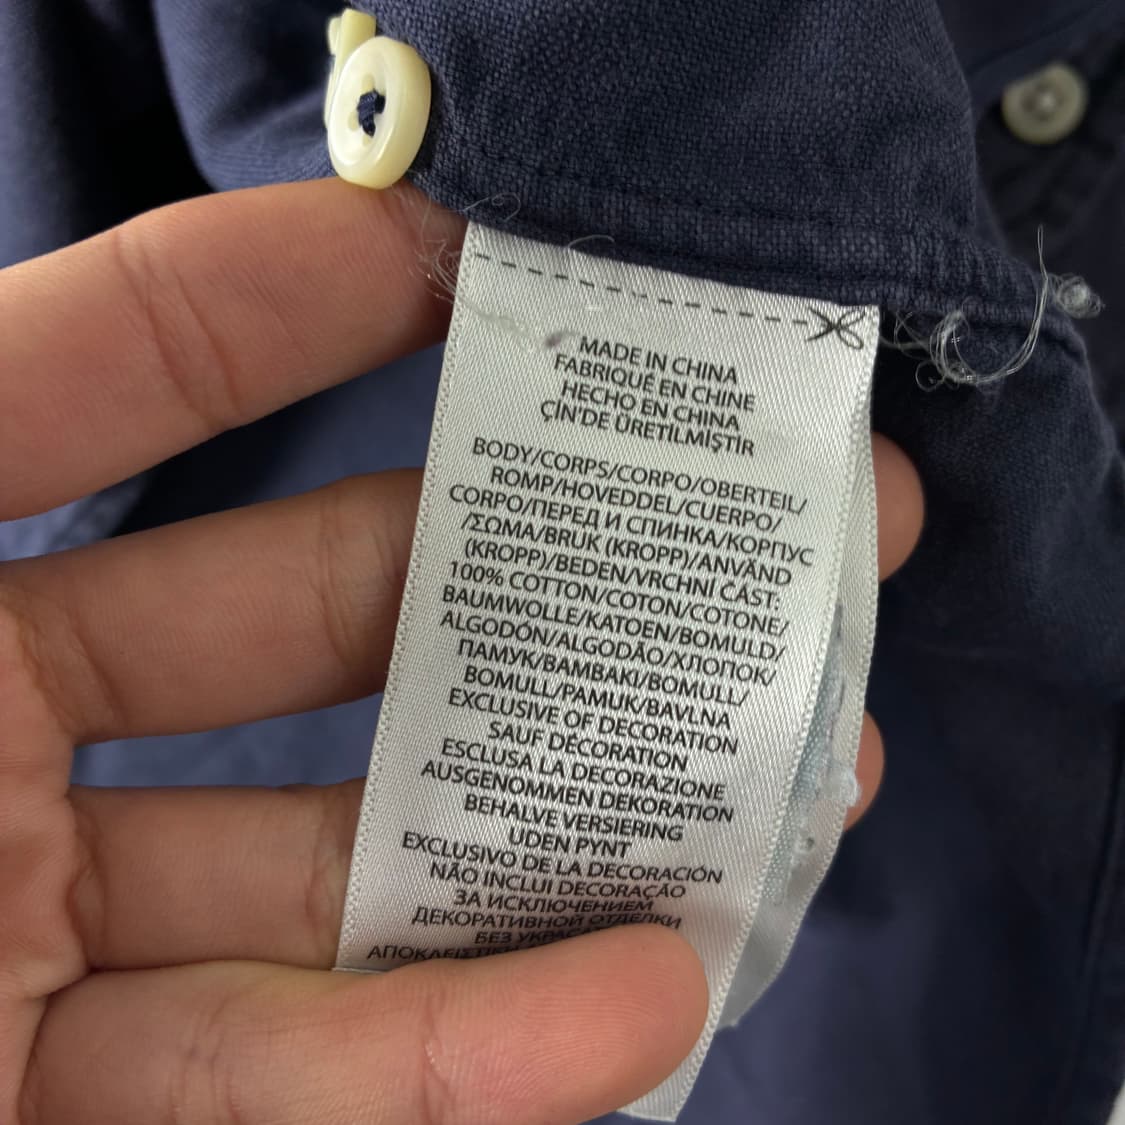 MADE IN CHINA
FABRIQUÉ EN CHINE
HECHO EN CHINA
ÇİN'DE ÜRETILMİŞTİR
BODY/CORPS/CORPO/OBERTEIL/
ROMP/HOVEDDEL/CUERPO/
CORPO/ПЕРЕД И СПИНКА/КОРПУС
/ΣΩΜΑ/BRUK (KROPP)/ANVÄND
(KROPP)/BEDEN/VRCHNÍ ČÁST:
100% COTTON/COTON/COTONE/
BAUMWOLLE/KATOEN/BOMULD/
ALGODÓN/ALGODÃO/ХЛОПОК/
ПАМУК/ΒΑΜΒΑΚΙ/BOMULL/
BOMULL/PAMUK/BAVLNA
EXCLUSIVE OF DECORATION
SAUF DECORATION
ESCLUSA LA DECORAZIONE
AUSGENOMMEN DEKORATION
BEHALVE VERSIERING
UDEN PYNT
EXCLUSIVO DE LA DECORACIÓN
NÃO INCLUI DECORAÇÃO
ЗА ИСКЛЮЧЕНИЕМ
ДЕКОРАТИВНОЙ ОТДЕЛКИ
БЕЗ